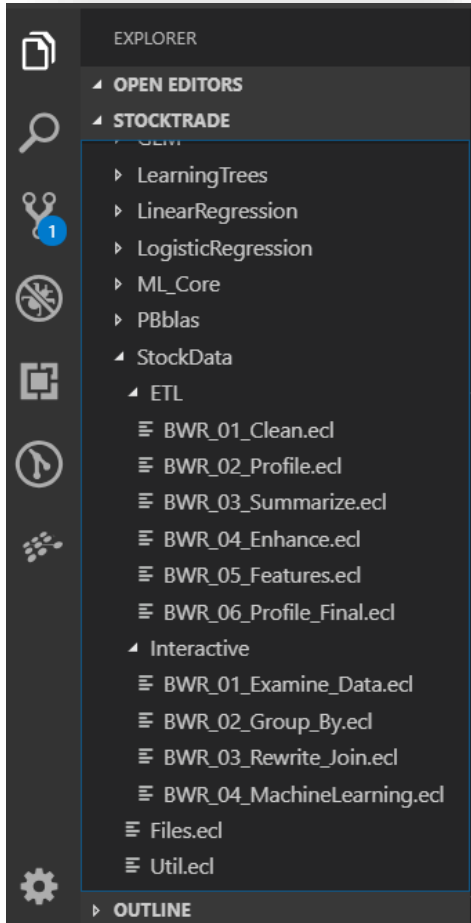 EXPLORER
OPEN EDITORS
STOCKTRADE
LearningTrees
LinearRegression
LogisticRegression
ML_Core
PBblas
StockData
ETL
BWR_01_Clean.ecl
BWR_02_Profile.ecl
BWR_03_Summarize.ecl
BWR_04_Enhance.ecl
BWR_05_Features.ecl
BWR_06_Profile_Final.ecl
Interactive
BWR_01_Examine_Data.ecl
BWR_02_Group_By.ecl
BWR_03_Rewrite_Join.ecl
BWR_04_MachineLearning.ecl
Files.ecl
Util.ecl
OUTLINE
1